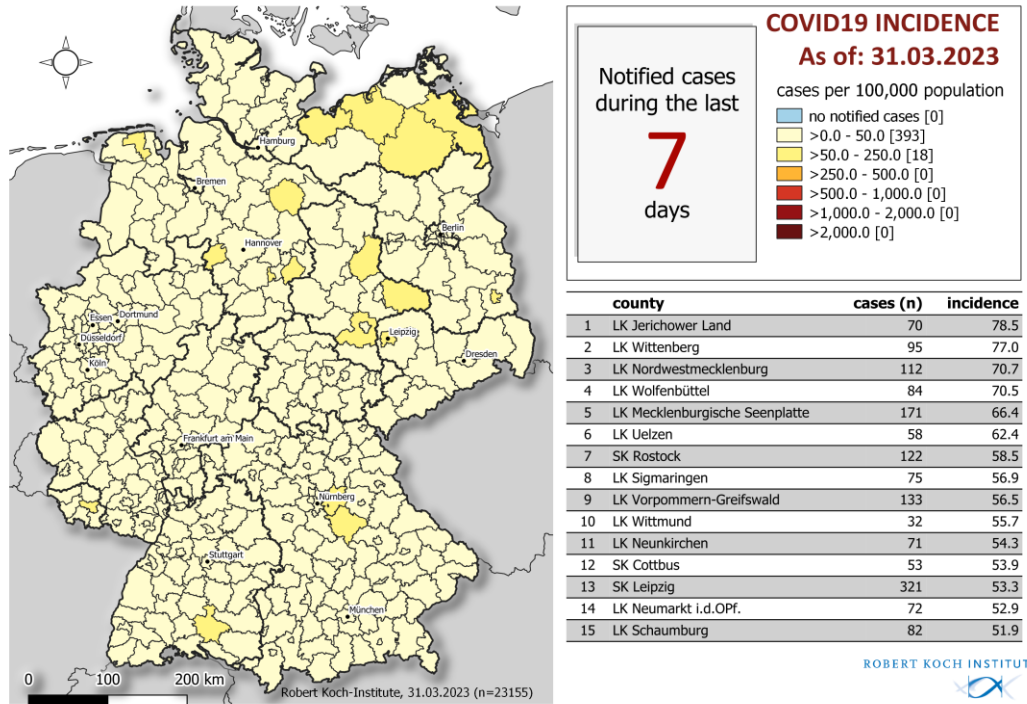 Hamburg
Bremen
Berlin
Hannover
Essen
Dortmund
Düsseldorf
Leipzig
Köln
Dresden
Frankfurt am Main
Nürnberg
Stuttgart
München
0 100 200 km
Robert Koch-Institute, 31.03.2023 (n=23155)
Notified cases
during the last
7
days
COVID19 INCIDENCE
As of: 31.03.2023
cases per 100,000 population
no notified cases [0]
>0.0 - 50.0 [393]
>50.0 - 250.0 [18]
>250.0 - 500.0 [0]
>500.0 - 1,000.0 [0]
>1,000.0 - 2,000.0 [0]
>2,000.0 [0]
county cases (n) incidence
1 LK Jerichower Land 70 78.5
2 LK Wittenberg 95 77.0
3 LK Nordwestmecklenburg 112 70.7
4 LK Wolfenbüttel 84 70.5
5 LK Mecklenburgische Seenplatte 171 66.4
6 LK Uelzen 58 62.4
7 SK Rostock 122 58.5
8 LK Sigmaringen 75 56.9
9 LK Vorpommern-Greifswald 133 56.5
10 LK Wittmund 32 55.7
11 LK Neunkirchen 71 54.3
12 SK Cottbus 53 53.9
13 SK Leipzig 321 53.3
14 LK Neumarkt i.d.OPf. 72 52.9
15 LK Schaumburg 82 51.9
ROBERT KOCH INSTITUT